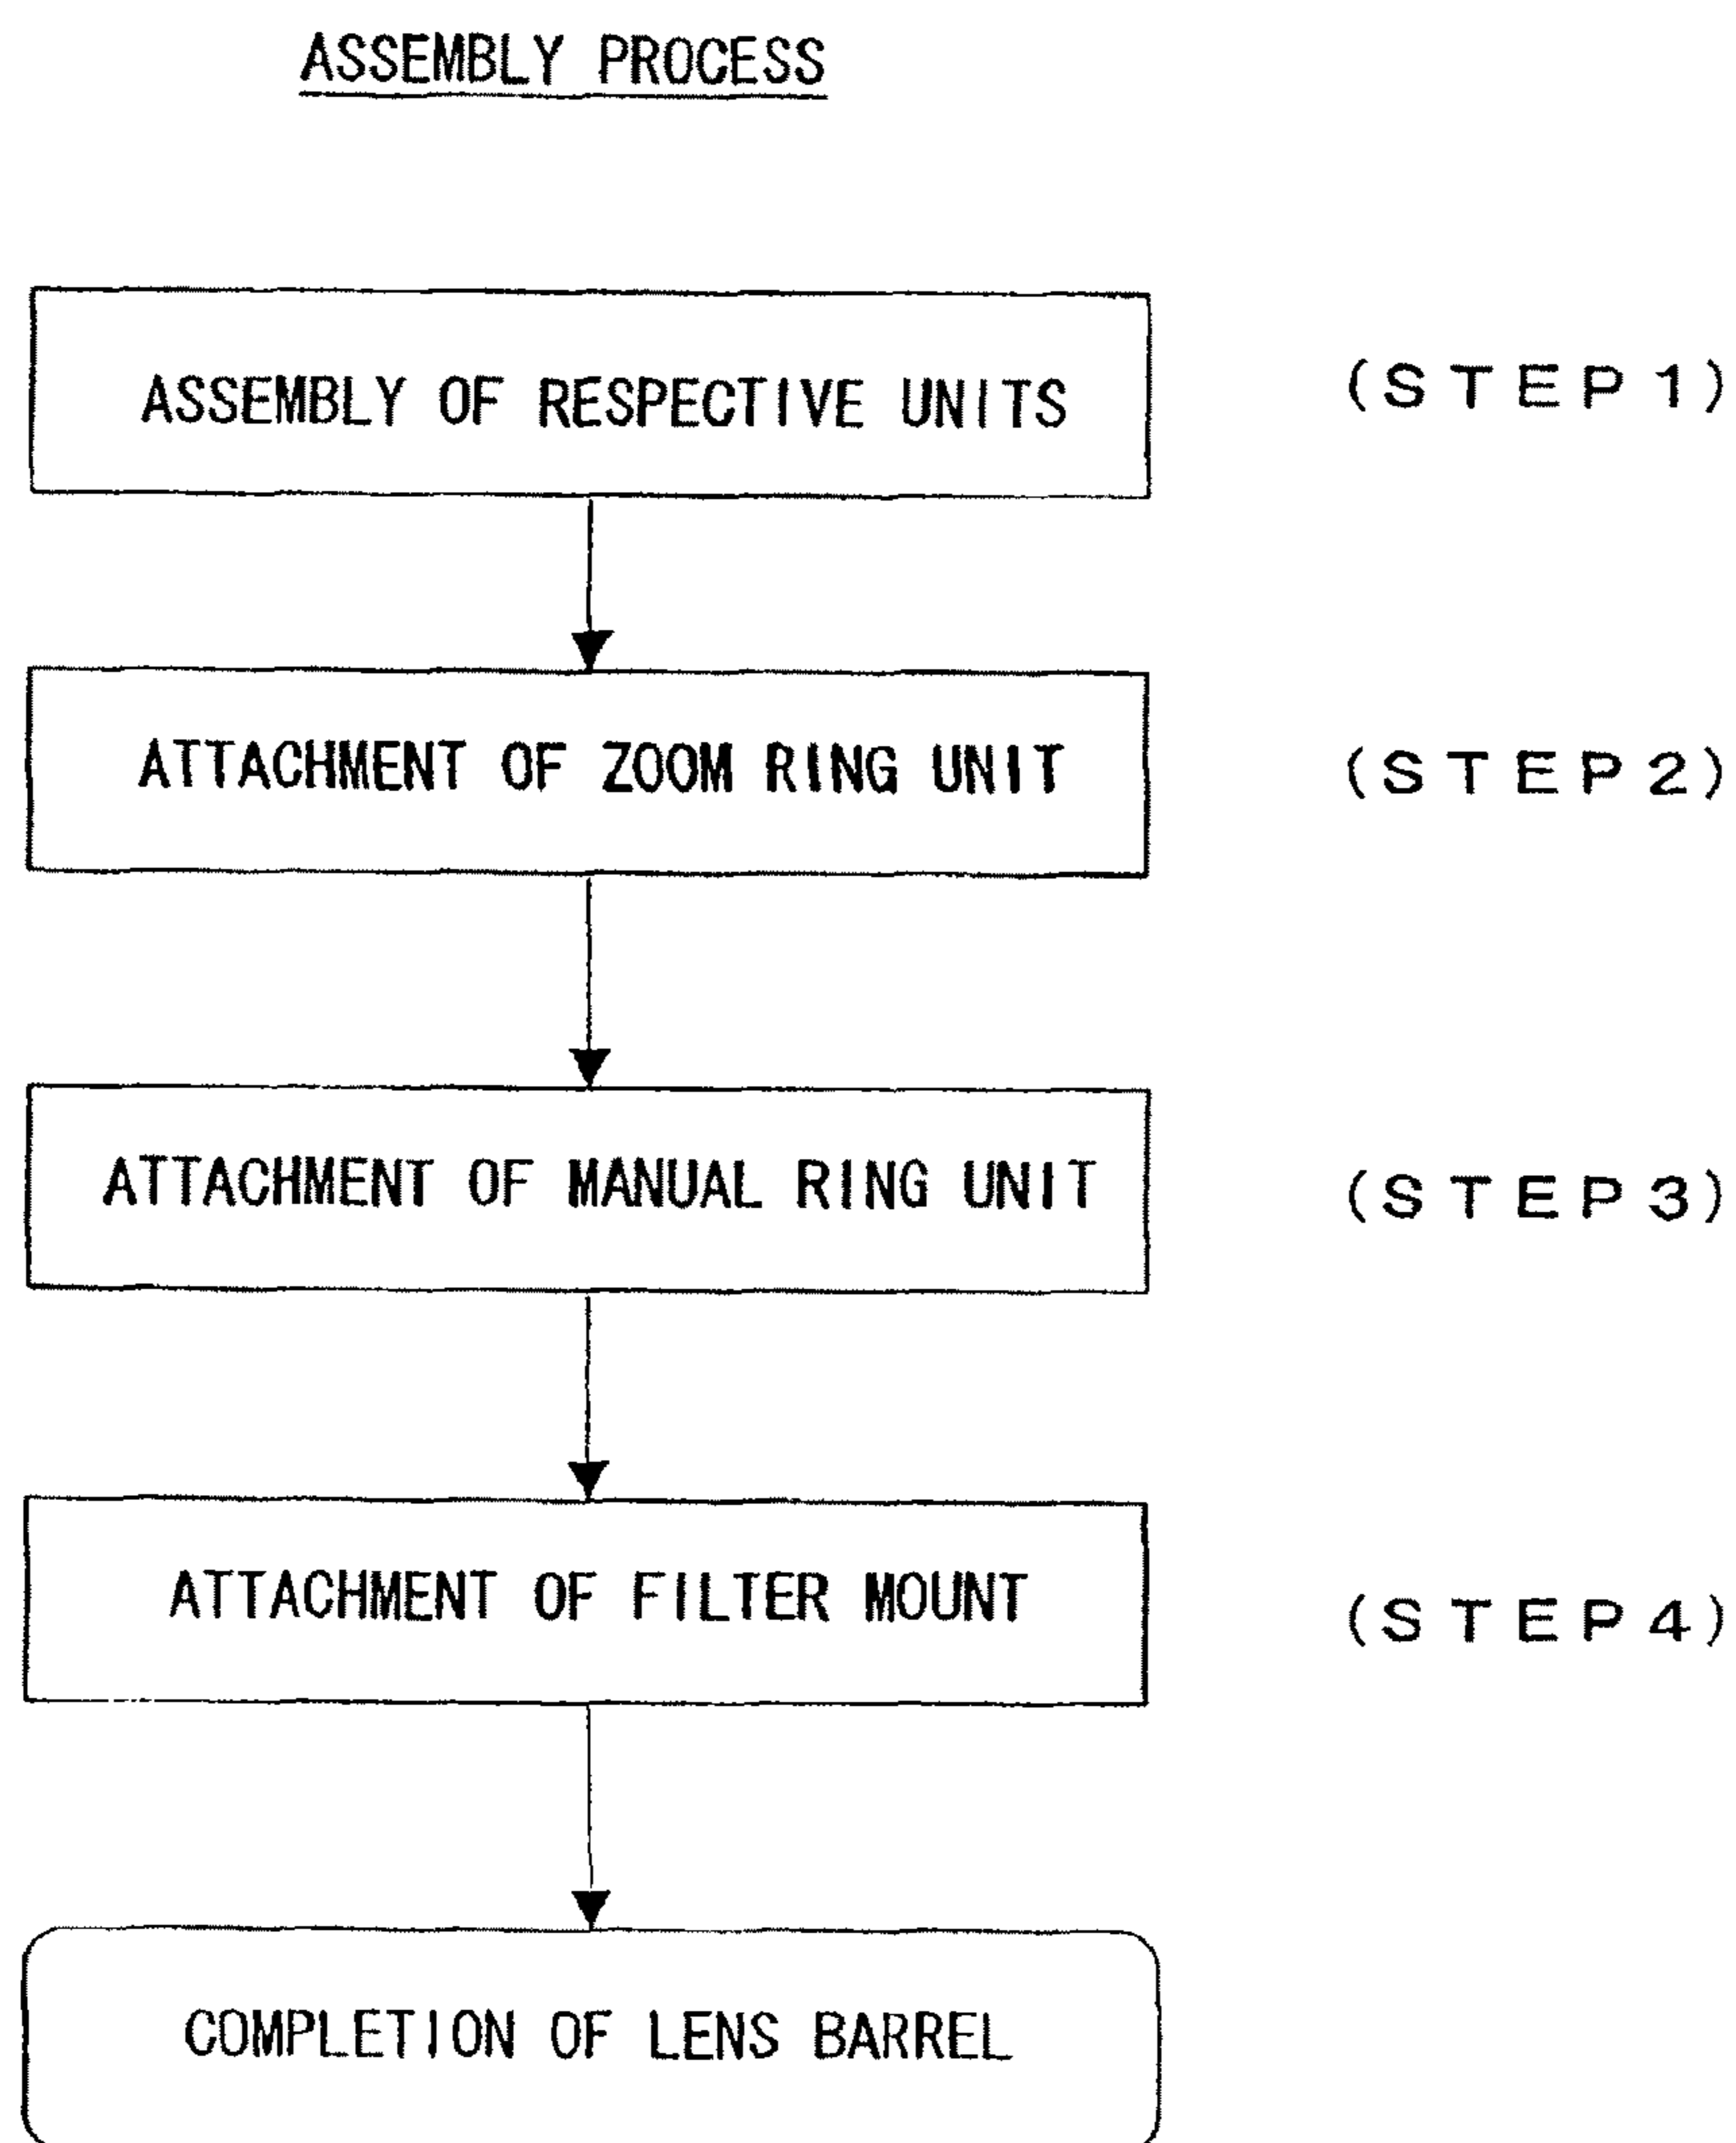 ASSEMBLY PROCESS
ASSEMBLY OF RESPECTIVE UNITS (STEP1)
ATTACHMENT OF ZOOM RING UNIT (STEP2)
ATTACHMENT OF MANUAL RING UNIT (STEP3)
ATTACHMENT OF FILTER MOUNT (STEP4)
COMPLETION OF LENS BARREL